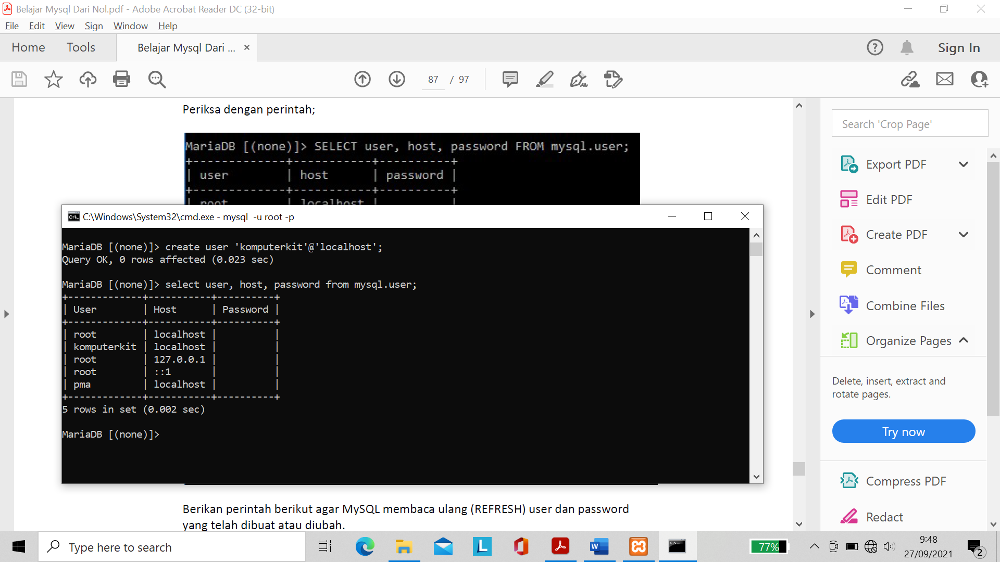 Belajar Mysql Dari Nol.pdf - Adobe Acrobat Reader DC (32-bit)
File Edit View Sign Window Help
Home Tools Belajar Mysql Dari ... × Sign In
87 / 97
Periksa dengan perintah;
MariaDB [(none)]> SELECT user, host, password FROM mysql.user;
+-------------+-----------+----------+
| user | host | password |
+-------------+-----------+----------+
| root | localhost | |
C:\Windows\System32\cmd.exe - mysql -u root -p
MariaDB [(none)]> create user 'komputerkit'@'localhost';
Query OK, 0 rows affected (0.023 sec)
MariaDB [(none)]> select user, host, password from mysql.user;
+-------------+-----------+----------+
| User | Host | Password |
+-------------+-----------+----------+
| root | localhost | |
| komputerkit | localhost | |
| root | 127.0.0.1 | |
| root | ::1 | |
| pma | localhost | |
+-------------+-----------+----------+
5 rows in set (0.002 sec)
MariaDB [(none)]>
Berikan perintah berikut agar MySQL membaca ulang (REFRESH) user dan password
yang telah dibuat atau diubah.
Search 'Crop Page'
Export PDF
Edit PDF
Create PDF
Comment
Combine Files
Organize Pages
Delete, insert, extract and
rotate pages.
Try now
Compress PDF
Redact
Type here to search
77%
9:48
27/09/2021
2